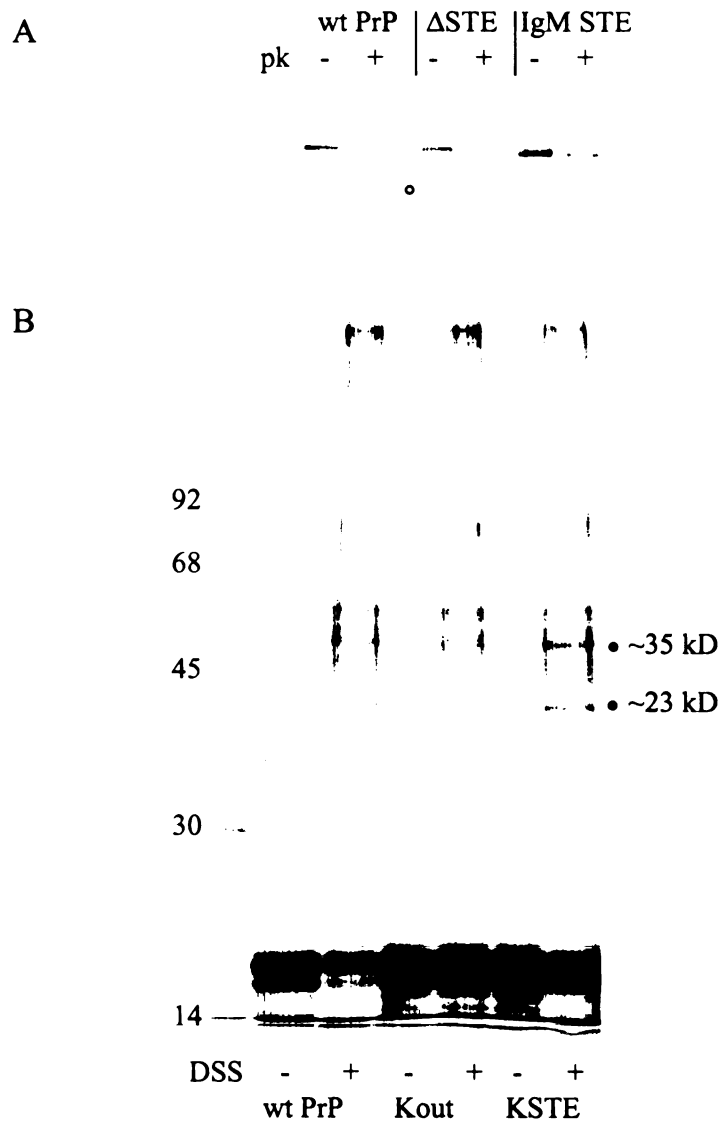 A
wt PrP | ΔSTE | IgM STE
pk - + - + - +
B
92
68
• ~35 kD
45
• ~23 kD
30
14
DSS - + - + - +
wt PrP Kout KSTE